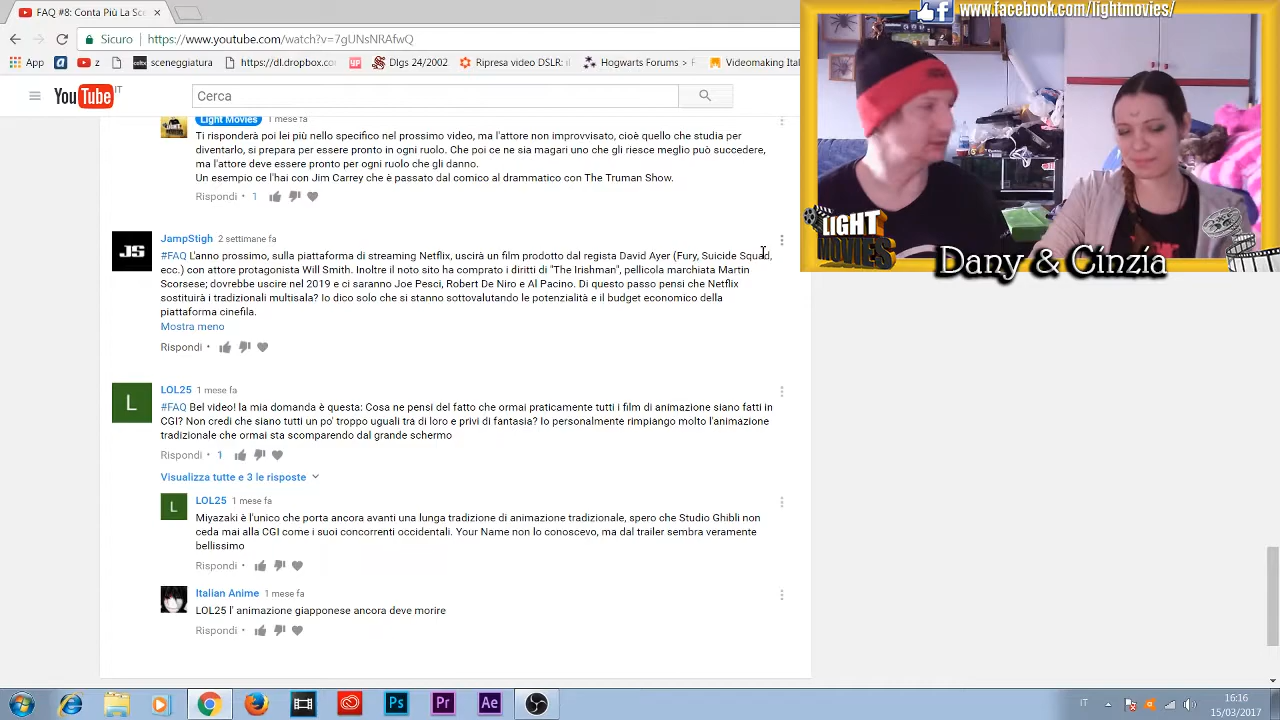 FAQ #8: Conta Più La Sc
www.facebook.com/lightmovies/
Sicuro
https://www.youtube.com/watch?v=7gUNsNRAfwQ
App
z
sceneggiatura
https://dl.dropbox.co
Dlgs 24/2002
Ripresa video DSLR: il
Hogwarts Forums > F
Videomaking Ita
YouTube IT
Cerca
Light Movies 1 mese fa
Ti risponderà poi lei più nello specifico nel prossimo video, ma l'attore non improvvisato, cioè quello che studia per
diventarlo, si prepara per essere pronto in ogni ruolo. Che poi ce ne sia magari uno che gli riesce meglio può succedere,
ma l'attore deve essere pronto per ogni ruolo che gli danno.
Un esempio ce l'hai con Jim Carrey che è passato dal comico al drammatico con The Truman Show.
Rispondi • 1
JampStigh 2 settimane fa
#FAQ L'anno prossimo, sulla piattaforma di streaming Netflix, uscirà un film prodotto dal regista David Ayer (Fury, Suicide Squad,
ecc.) con attore protagonista Will Smith. Inoltre il noto sito ha comprato i diritti di "The Irishman", pellicola marchiata Martin
Scorsese; dove nel 2019 ci saranno Joe Pesci, Robert De Niro e Al Pacino. Di questo passo pensi che Netflix
sostituirà i tradizionali multisala? Io dico solo che si stanno sottovalutando le potenzialità e il budget economico della
piattaforma cinefila.
Mostra meno
Rispondi •
LOL25 1 mese fa
#FAQ Bel video! la mia domanda è questa: Cosa ne pensi del fatto che ormai praticamente tutti i film di animazione siano fatti in
CGI? Non credi che siano tutti un po' troppo uguali tra di loro e privi di fantasia? Io personalmente rimpiango molto l'animazione
tradizionale che ormai sta scomparendo dal grande schermo
Rispondi • 1
Visualizza tutte e 3 le risposte
LOL25 1 mese fa
Miyazaki è l'unico che porta ancora avanti una lunga tradizione di animazione tradizionale, spero che Studio Ghibli non
ceda mai alla CGI come i suoi concorrenti occidentali. Your Name non lo conoscevo, ma dal trailer sembra veramente
bellissimo
Rispondi •
Italian Anime 1 mese fa
LOL25 l' animazione giapponese ancora deve morire
Rispondi •
JS
L
L
LIGHT
MOVIES
Dany & Cinzia
Ps
Pr
Ae
IT
16:16
15/03/2017